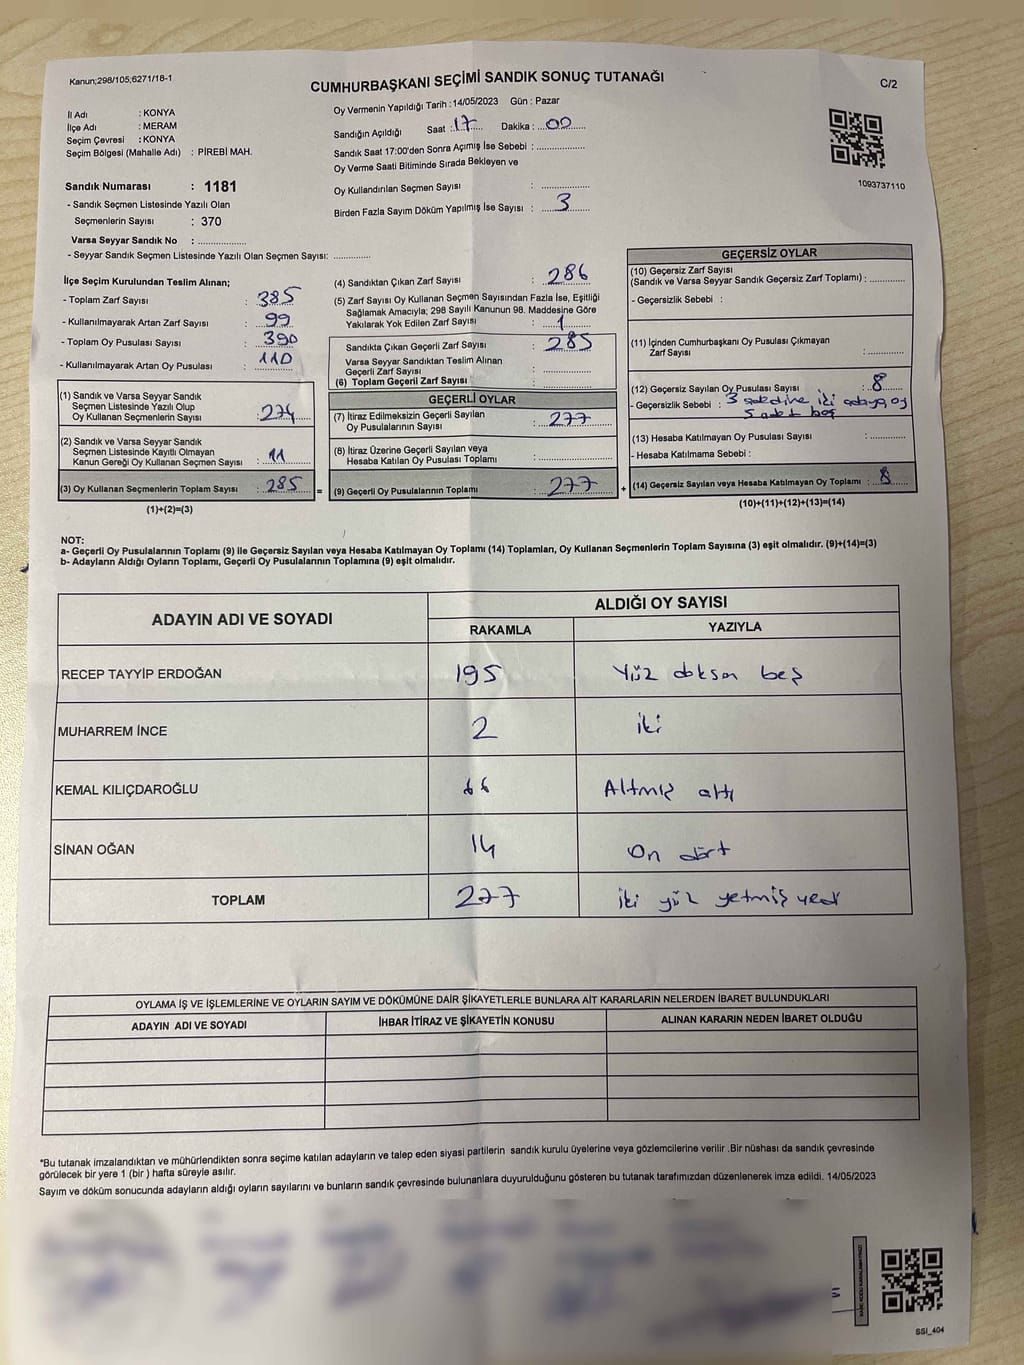 Kanun;298/105;6271/18-1
CUMHURBAŞKANI SEÇİMİ SANDIK SONUÇ TUTANAĞI
C/2
İl Adı : KONYA
İlçe Adı : MERAM
Seçim Çevresi : KONYA
Seçim Bölgesi (Mahalle Adı) : PİREBİ MAH.
Oy Vermenin Yapıldığı Tarih : 14/05/2023 Gün : Pazar
Sandığın Açıldığı Saat : 17 Dakika : 00
Sandık Saat 17:00'den Sonra Açımış İse Sebebi :
Oy Verme Saati Bitiminde Sırada Bekleyen ve
Oy Kullandırılan Seçmen Sayısı :
Birden Fazla Sayım Döküm Yapılmış İse Sayısı : 3
1093737110
Sandık Numarası : 1181
- Sandık Seçmen Listesinde Yazılı Olan
Seçmenlerin Sayısı : 370
Varsa Seyyar Sandık No :
- Seyyar Sandık Seçmen Listesinde Yazılı Olan Seçmen Sayısı:
İlçe Seçim Kurulundan Teslim Alınan;
- Toplam Zarf Sayısı : 385
- Kullanılmayarak Artan Zarf Sayısı : 99
- Toplam Oy Pusulası Sayısı : 390
- Kullanılmayarak Artan Oy Pusulası : 110
(1) Sandık ve Varsa Seyyar Sandık
Seçmen Listesinde Yazılı Olup
Oy Kullanan Seçmenlerin Sayısı : 274
(2) Sandık ve Varsa Seyyar Sandık
Seçmen Listesinde Kayıtlı Olmayan
Kanun Gereği Oy Kullanan Seçmen Sayısı : 11
(3) Oy Kullanan Seçmenlerin Toplam Sayısı : 285 =
(1)+(2)=(3)
(4) Sandıktan Çıkan Zarf Sayısı : 286
(5) Zarf Sayısı Oy Kullanan Seçmen Sayısından Fazla İse, Eşitliği
Sağlamak Amacıyla; 298 Sayılı Kanunun 98. Maddesine Göre
Yakılarak Yok Edilen Zarf Sayısı : 1
Sandıkta Çıkan Geçerli Zarf Sayısı : 285
Varsa Seyyar Sandıktan Teslim Alınan
Geçerli Zarf Sayısı :
(6) Toplam Geçerli Zarf Sayısı :
GEÇERLİ OYLAR
(7) İtiraz Edilmeksizin Geçerli Sayılan
Oy Pusulalarının Sayısı : 277
(8) İtiraz Üzerine Geçerli Sayılan veya
Hesaba Katılan Oy Pusulası Toplamı :
(9) Geçerli Oy Pusulalarının Toplamı : 277 +
GEÇERSİZ OYLAR
(10) Geçersiz Zarf Sayısı
(Sandık ve Varsa Seyyar Sandık Geçersiz Zarf Toplamı) :
- Geçersizlik Sebebi :
(11) İçinden Cumhurbaşkanı Oy Pusulası Çıkmayan
Zarf Sayısı :
(12) Geçersiz Sayılan Oy Pusulası Sayısı : 8
- Geçersizlik Sebebi : 3 adedine iki adaya oy
5 adet boş
(13) Hesaba Katılmayan Oy Pusulası Sayısı :
- Hesaba Katılmama Sebebi :
(14) Geçersiz Sayılan veya Hesaba Katılmayan Oy Toplamı : 8
(10)+(11)+(12)+(13)=(14)
NOT:
a- Geçerli Oy Pusulalarının Toplamı (9) ile Geçersiz Sayılan veya Hesaba Katılmayan Oy Toplamı (14) Toplamları, Oy Kullanan Seçmenlerin Toplam Sayısına (3) eşit olmalıdır. (9)+(14)=(3)
b- Adayların Aldığı Oyların Toplamı, Geçerli Oy Pusulalarının Toplamına (9) eşit olmalıdır.
ADAYIN ADI VE SOYADI
ALDIĞI OY SAYISI
RAKAMLA YAZIYLA
RECEP TAYYİP ERDOĞAN 195 Yüz doksan beş
MUHARREM İNCE 2 iki
KEMAL KILIÇDAROĞLU 66 Altmış altı
SİNAN OĞAN 14 On dört
TOPLAM 277 iki yüz yetmiş yedi
OYLAMA İŞ VE İŞLEMLERİNE VE OYLARIN SAYIM VE DÖKÜMÜNE DAİR ŞİKAYETLERLE BUNLARA AİT KARARLARIN NELERDEN İBARET BULUNDUKLARI
ADAYIN ADI VE SOYADI İHBAR İTİRAZ VE ŞİKAYETİN KONUSU ALINAN KARARIN NEDEN İBARET OLDUĞU
*Bu tutanak imzalandıktan ve mühürlendikten sonra seçime katılan adayların ve talep eden siyasi partilerin sandık kurulu üyelerine veya gözlemcilerine verilir .Bir nüshası da sandık çevresinde
görülecek bir yere 1 (bir ) hafta süreyle asılır.
Sayım ve döküm sonucunda adayların aldığı oyların sayılarını ve bunların sandık çevresinde bulunanlara duyurulduğunu gösteren bu tutanak tarafımızdan düzenlenerek imza edildi. 14/05/2023
SSI_404